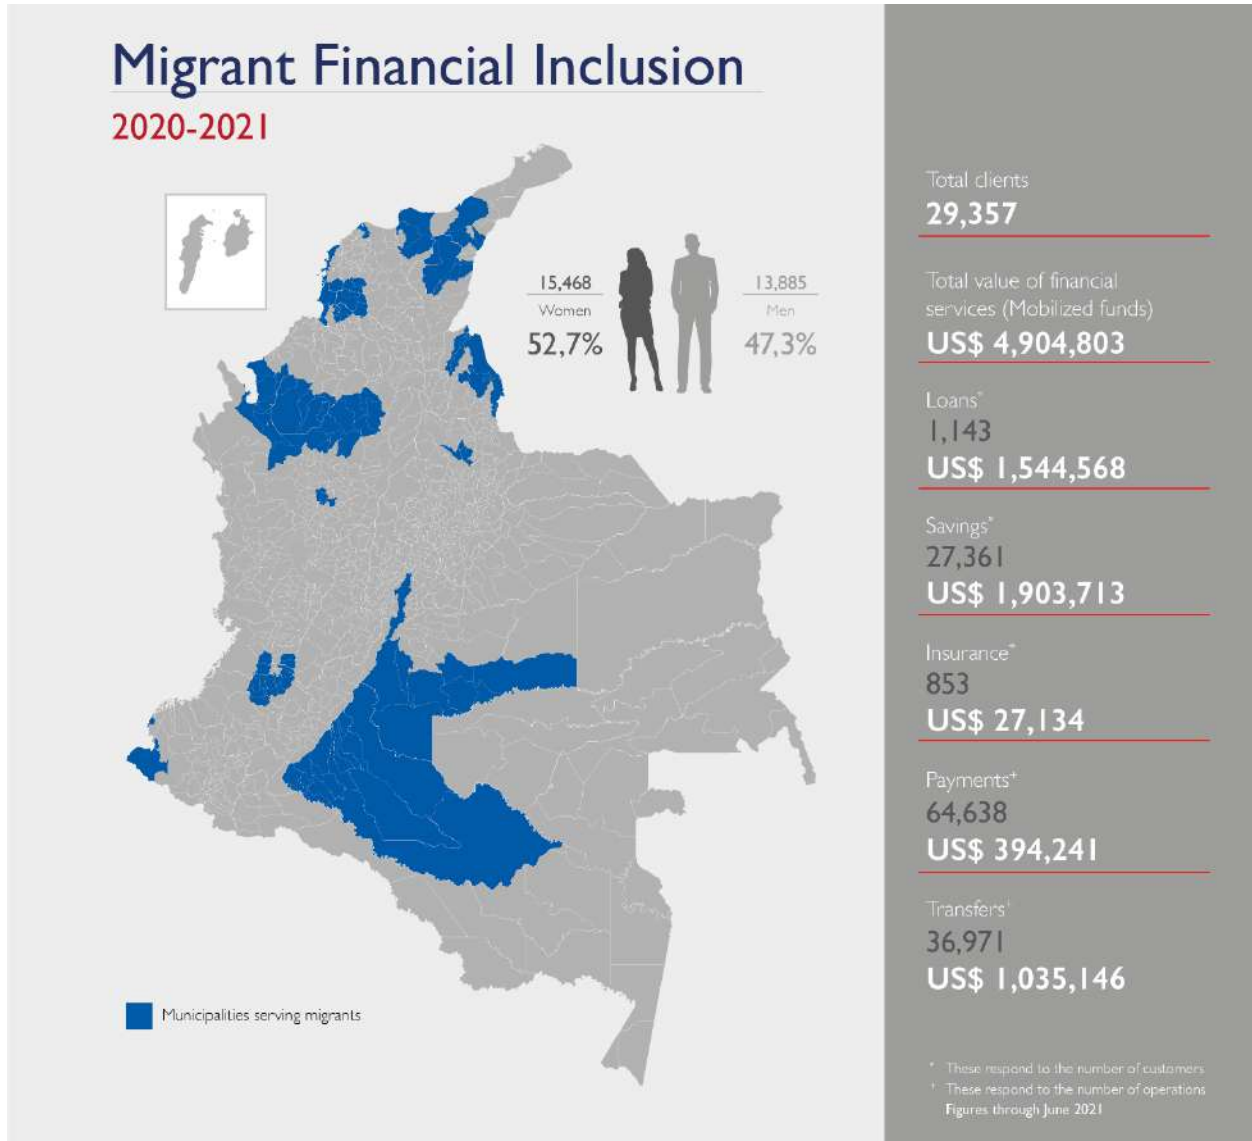 Migrant Financial Inclusion
2020-2021
15,468
Women
52,7%
13,885
Men
47,3%
Municipalities serving migrants
Total clients
29,357
Total value of financial
services (Mobilized funds)
US$ 4,904,803
Loans*
1,143
US$ 1,544,568
Savings*
27,361
US$ 1,903,713
Insurance*
853
US$ 27,134
Payments+
64,638
US$ 394,241
Transfers+
36,971
US$ 1,035,146
* These respond to the number of customers
+ These respond to the number of operations
Figures through June 2021